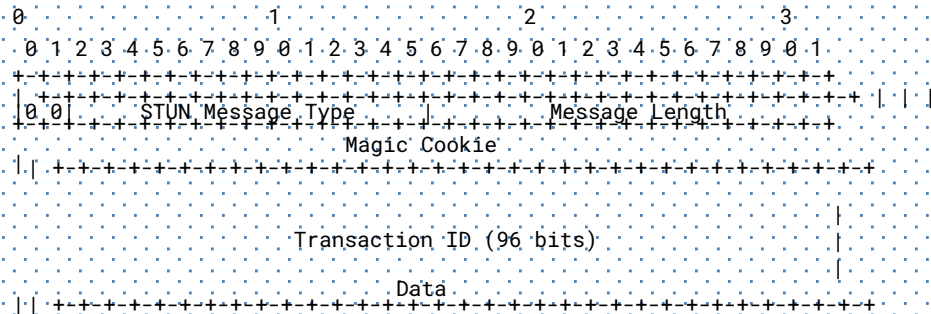 0 1 2 3
0 1 2 3 4 5 6 7 8 9 0 1 2 3 4 5 6 7 8 9 0 1 2 3 4 5 6 7 8 9 0 1
+-+-+-+-+-+-+-+-+-+-+-+-+-+-+-+-+-+-+-+-+-+-+-+-+-+-+-+-+-+-+-+-+
| +-+-+-+-+-+-+-+-+-+-+-+-+-+-+-+-+-+-+-+-+-+-+-+-+-+-+-+-+-+-+-+-+ | | |
|0 0| STUN Message Type | Message Length
+-+-+-+-+-+-+-+-+-+-+-+-+-+-+-+-+-+-+-+-+-+-+-+-+-+-+-+-+-+-+-+-+
Magic Cookie
| | +-+-+-+-+-+-+-+-+-+-+-+-+-+-+-+-+-+-+-+-+-+-+-+-+-+-+-+-+-+-+-+-+
|
Transaction ID (96 bits) |
|
Data
| | +-+-+-+-+-+-+-+-+-+-+-+-+-+-+-+-+-+-+-+-+-+-+-+-+-+-+-+-+-+-+-+-+